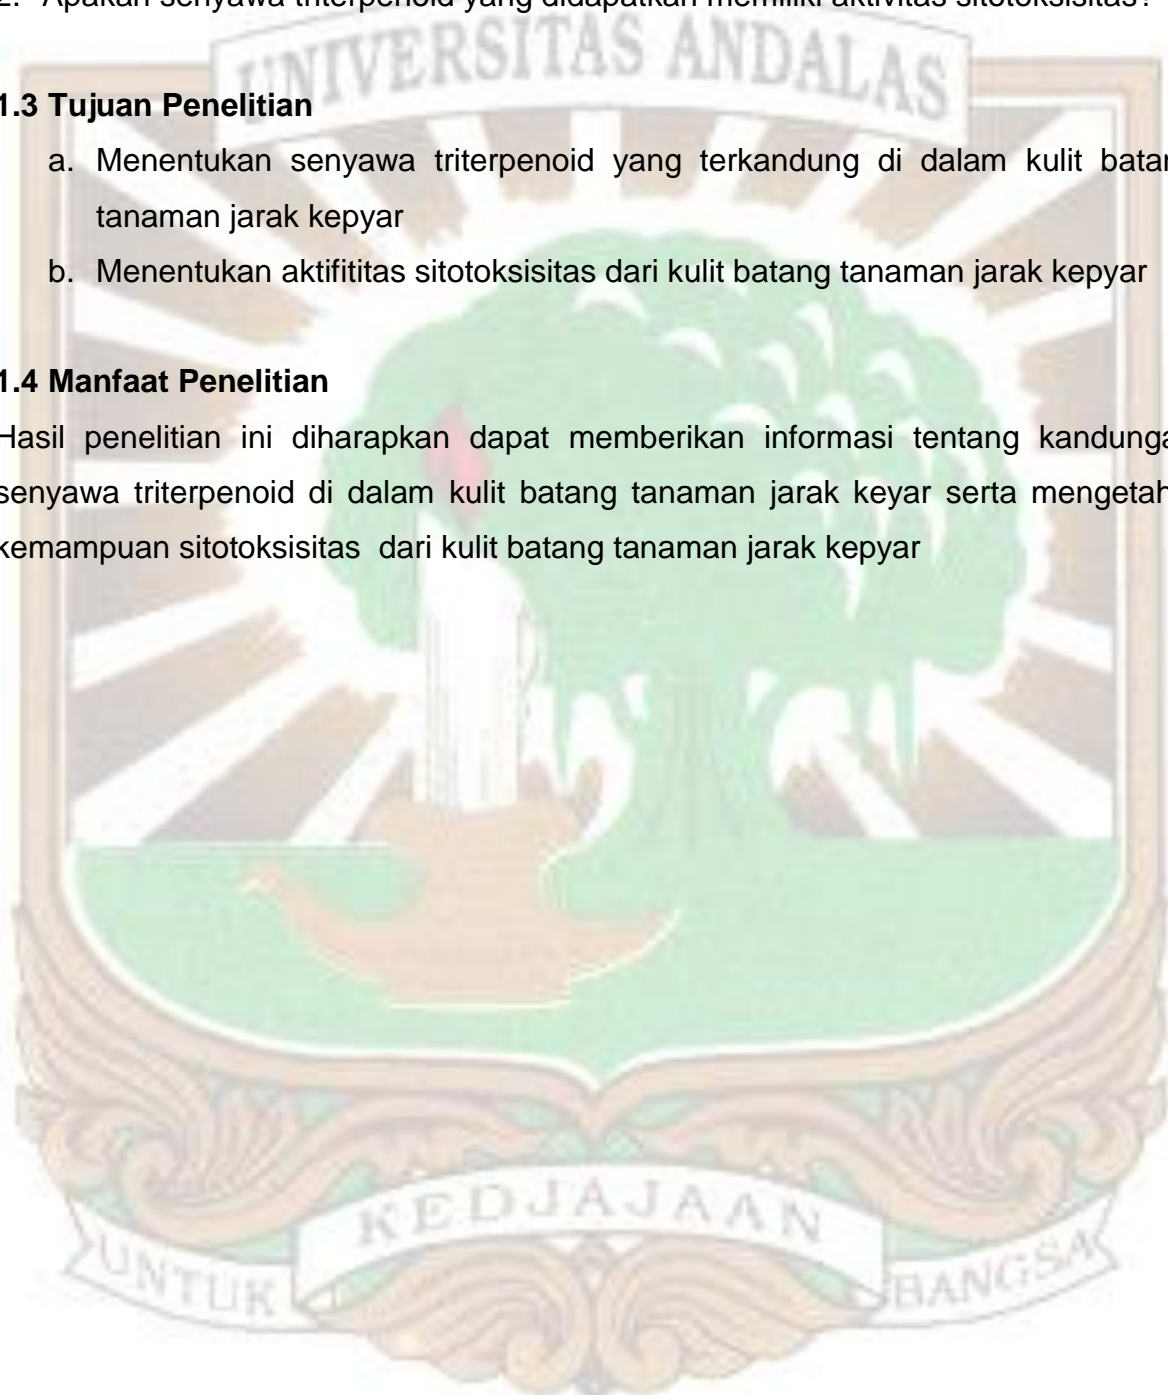 2. Apakah senyawa triterpenoid yang didapatkan memiliki aktivitas sitotoksisitas?
UNIVERSITAS ANDALAS
1.3 Tujuan Penelitian
a. Menentukan senyawa triterpenoid yang terkandung di dalam kulit batan
tanaman jarak kepyar
b. Menentukan aktifititas sitotoksisitas dari kulit batang tanaman jarak kepyar
1.4 Manfaat Penelitian
Hasil penelitian ini diharapkan dapat memberikan informasi tentang kandunga
senyawa triterpenoid di dalam kulit batang tanaman jarak keyar serta mengetah
kemampuan sitotoksisitas dari kulit batang tanaman jarak kepyar
UNTUK KEDJAJAAN BANGSA